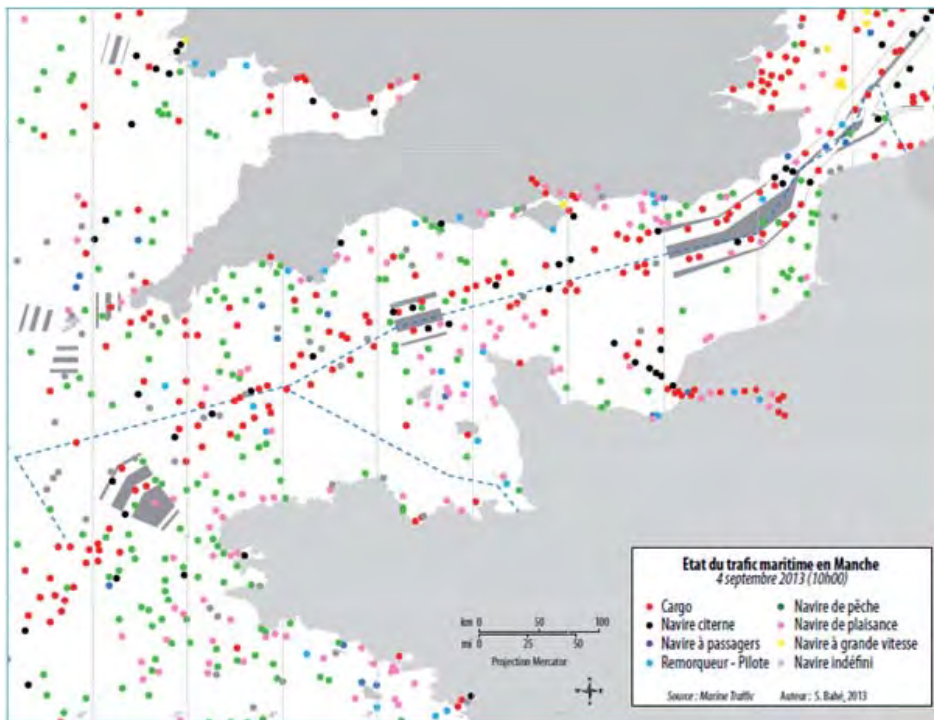 Etat du trafic maritime en Manche
4 septembre 2013 (10h00)
Cargo
Navire de pêche
Navire citerne
Navire de plaisance
Navire à passagers
Navire à grande vitesse
Remorqueur - Pilote
Navire indéfini
Source : Marine Traffic Auteur : S. Bahé, 2013
km 0 50 100
mi 0 25 50
Projection Mercator